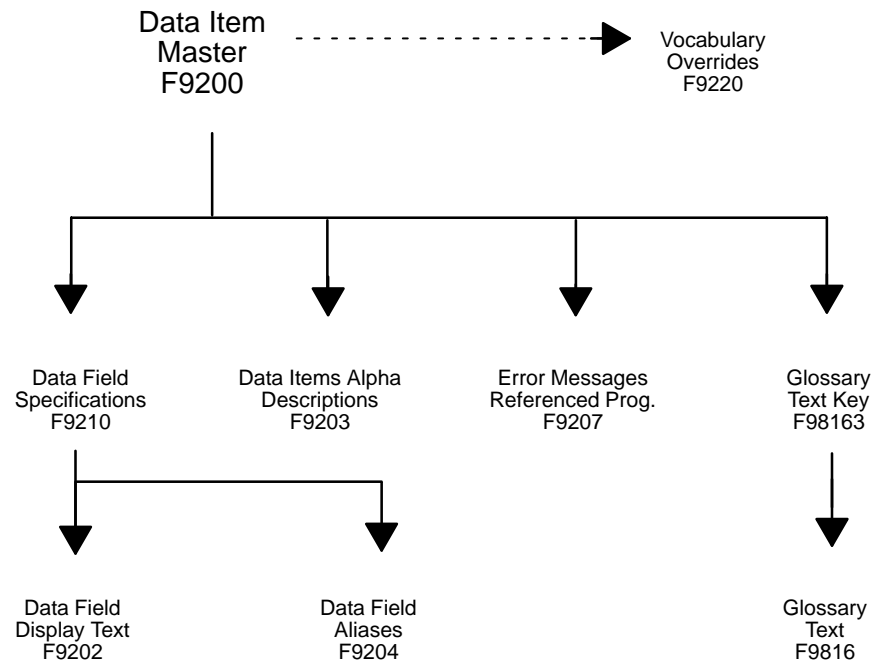 Data Item
Master
F9200
Vocabulary
Overrides
F9220
Data Field
Specifications
F9210
Data Items Alpha
Descriptions
F9203
Error Messages
Referenced Prog.
F9207
Glossary
Text Key
F98163
Data Field
Display Text
F9202
Data Field
Aliases
F9204
Glossary
Text
F9816